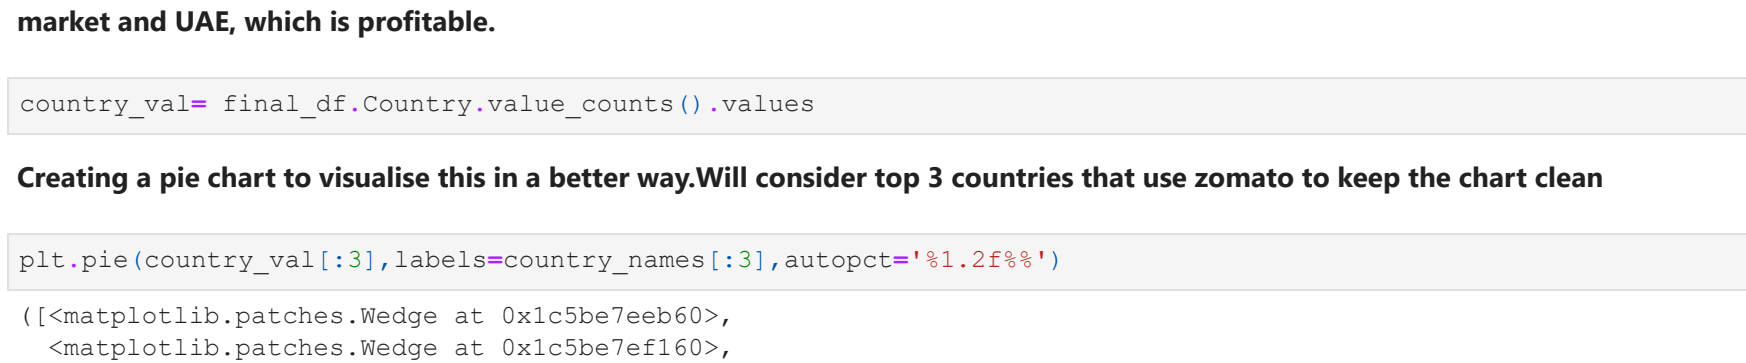 market and UAE, which is profitable.
country_val= final_df.Country.value_counts().values
Creating a pie chart to visualise this in a better way.Will consider top 3 countries that use zomato to keep the chart clean
plt.pie(country_val[:3],labels=country_names[:3],autopct='%1.2f%%')
([<matplotlib.patches.Wedge at 0x1c5be7eeb60>,
  <matplotlib.patches.Wedge at 0x1c5be7ef160>,